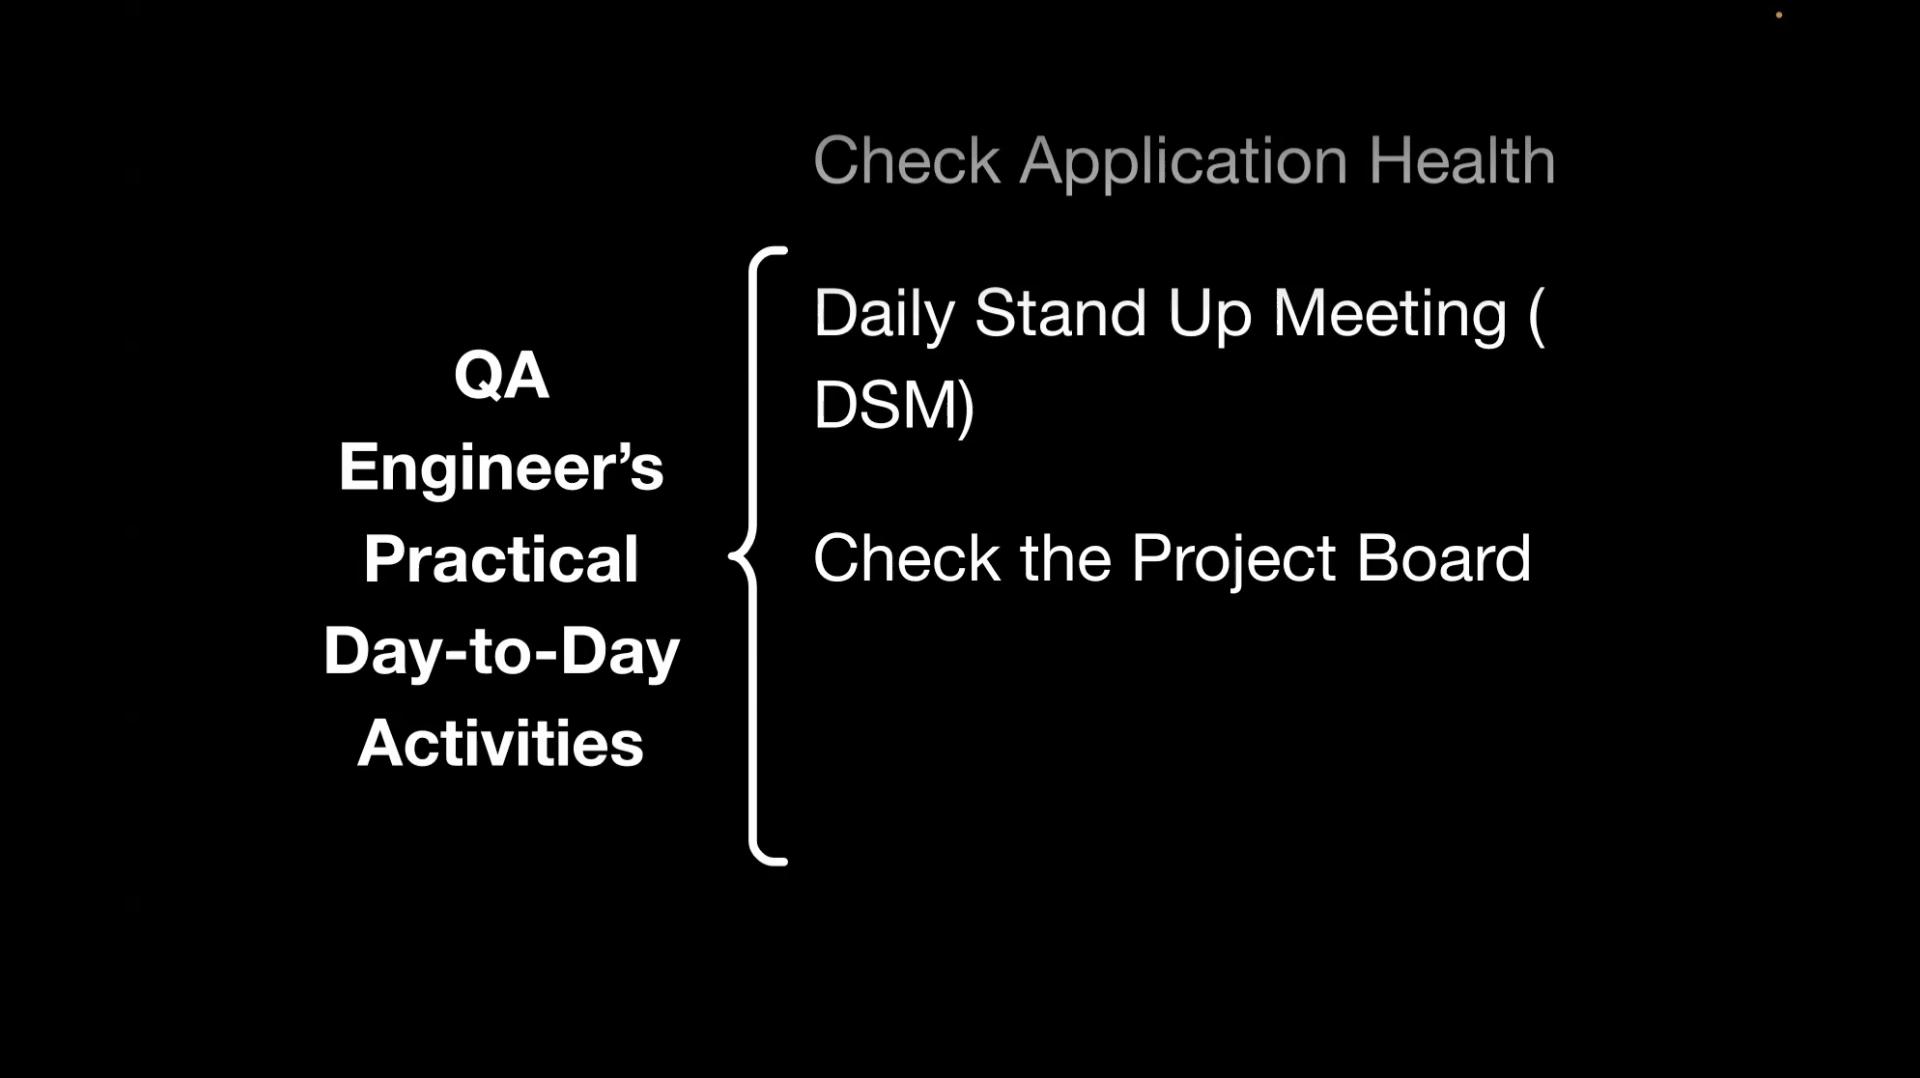 QA
Engineer’s
Practical
Day-to-Day
Activities
Check Application Health
Daily Stand Up Meeting (
DSM)
Check the Project Board